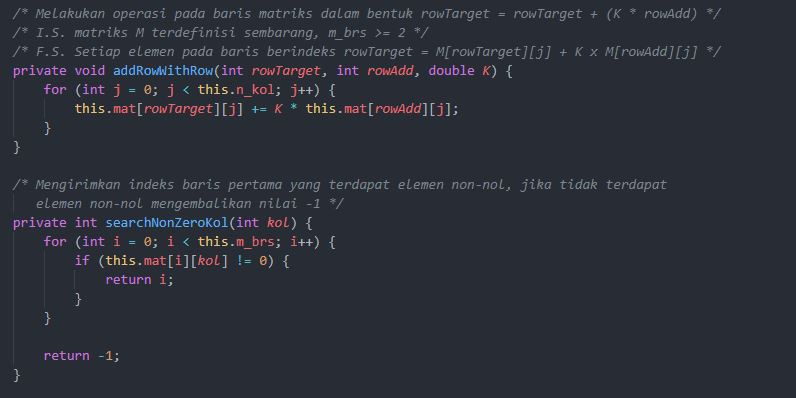 /* Melakukan operasi pada baris matriks dalam bentuk rowTarget = rowTarget + (K * rowAdd) */
/* I.S. matriks M terdefinisi sembarang, m_brs >= 2 */
/* F.S. Setiap elemen pada baris berindeks rowTarget = M[rowTarget][j] + K x M[rowAdd][j] */
private void addRowWithRow(int rowTarget, int rowAdd, double K) {
    for (int j = 0; j < this.n_kol; j++) {
        this.mat[rowTarget][j] += K * this.mat[rowAdd][j];
    }
}

/* Mengirimkan indeks baris pertama yang terdapat elemen non-nol, jika tidak terdapat
   elemen non-nol mengembalikan nilai -1 */
private int searchNonZeroKol(int kol) {
    for (int i = 0; i < this.m_brs; i++) {
        if (this.mat[i][kol] != 0) {
            return i;
        }
    }

    return -1;
}